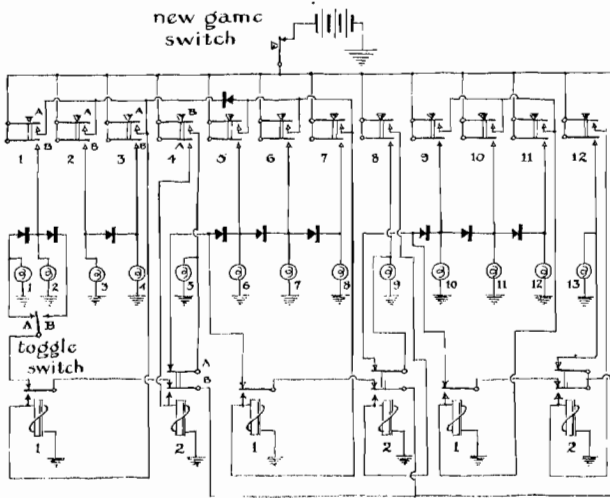 new game
switch
A A B
B B B A
1 2 3 4 5 6 7 8 9 10 11 12
1 2 3 4 5 6 7 8 9 10 11 12 13
A B
toggle
switch
A
B
1 2 1 2 1 2